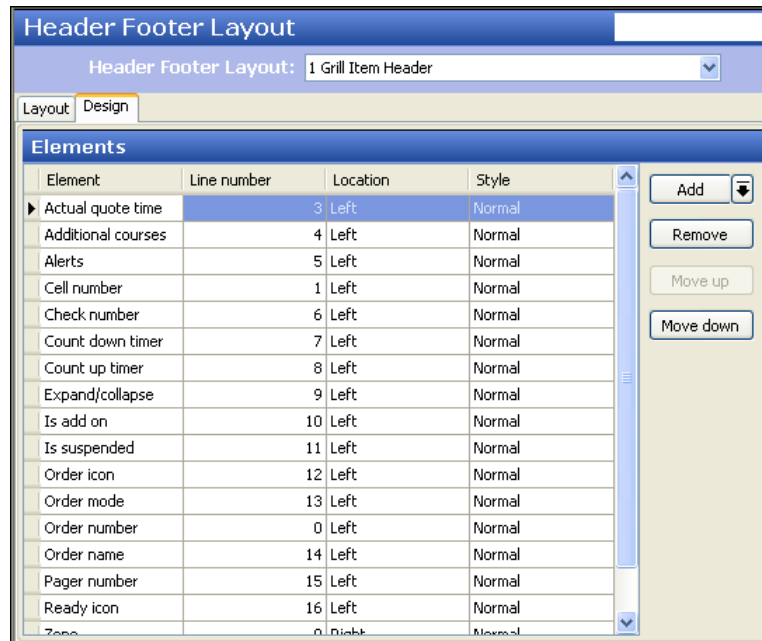 Header Footer Layout
Header Footer Layout: 1 Grill Item Header
Layout Design
Elements
Element Line number Location Style
Add
Actual quote time 3 Left Normal
Additional courses 4 Left Normal
Remove
Alerts 5 Left Normal
Cell number 1 Left Normal
Move up
Check number 6 Left Normal
Count down timer 7 Left Normal
Move down
Count up timer 8 Left Normal
Expand/collapse 9 Left Normal
Is add on 10 Left Normal
Is suspended 11 Left Normal
Order icon 12 Left Normal
Order mode 13 Left Normal
Order number 0 Left Normal
Order name 14 Left Normal
Pager number 15 Left Normal
Ready icon 16 Left Normal
Zone 0 Right Normal